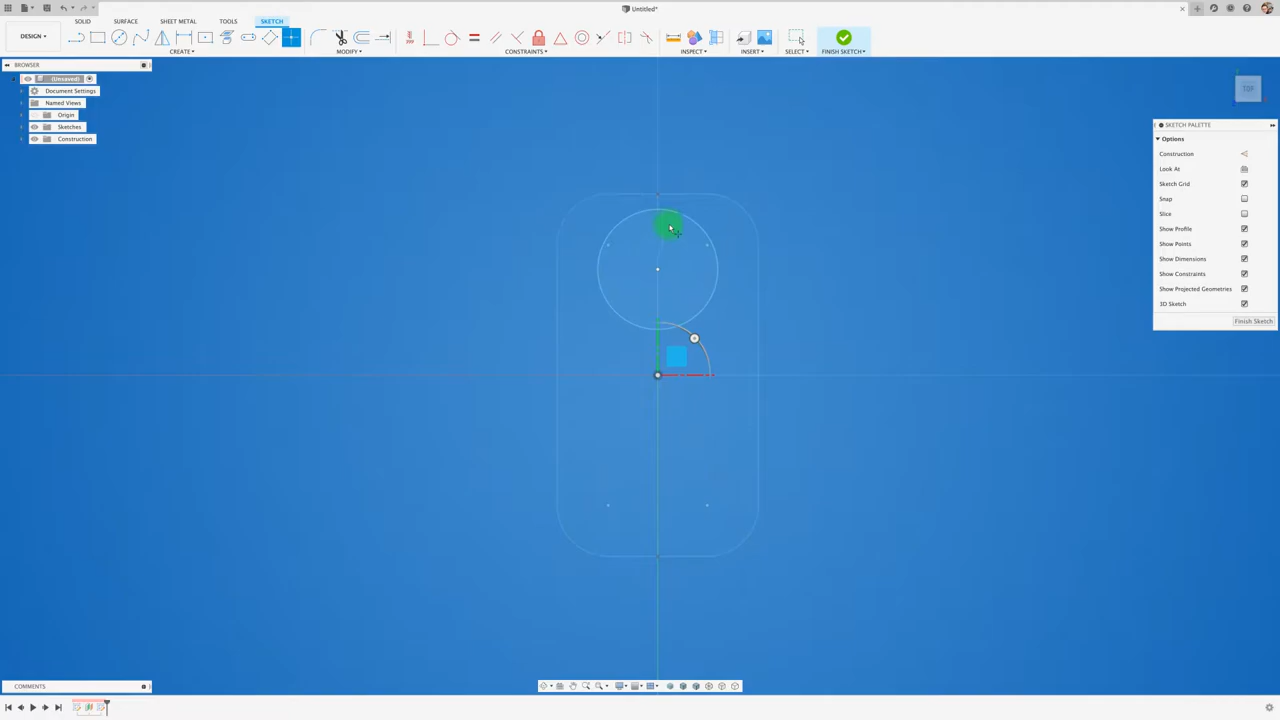 Untitled*
SOLID SURFACE SHEET METAL TOOLS SKETCH
DESIGN
CREATE MODIFY CONSTRAINTS INSPECT INSERT SELECT FINISH SKETCH
BROWSER
(Unsaved)
Document Settings
Named Views
Origin
Sketches
Construction
TOP
SKETCH PALETTE
Options
Construction
Look At
Sketch Grid
Snap
Slice
Show Profile
Show Points
Show Dimensions
Show Constraints
Show Projected Geometries
3D Sketch
Finish Sketch
COMMENTS